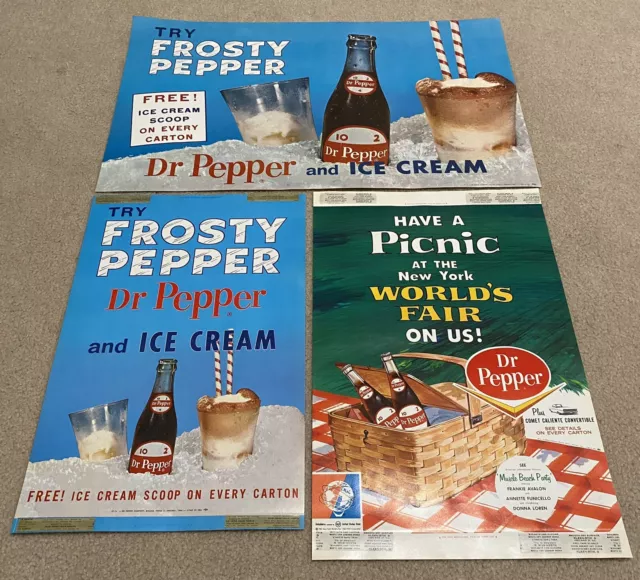 TRY
FROSTY
PEPPER
FREE!
ICE CREAM
SCOOP
ON EVERY
CARTON
10 2
Dr Pepper
Dr Pepper and ICE CREAM
TRY
FROSTY
PEPPER
Dr Pepper
and ICE CREAM
10 2
Dr Pepper
FREE! ICE CREAM SCOOP ON EVERY CARTON
HAVE A
Picnic
AT THE
New York
WORLD'S
FAIR
ON US!
Dr
Pepper
Plus
COMET CALIENTE CONVERTIBLE
SEE DETAILS
ON EVERY CARTON
Pepper
SEE
Muscle Beach Party
FRANKIE AVALON
AND
ANNETTE FUNICELLO
DONNA LOREN